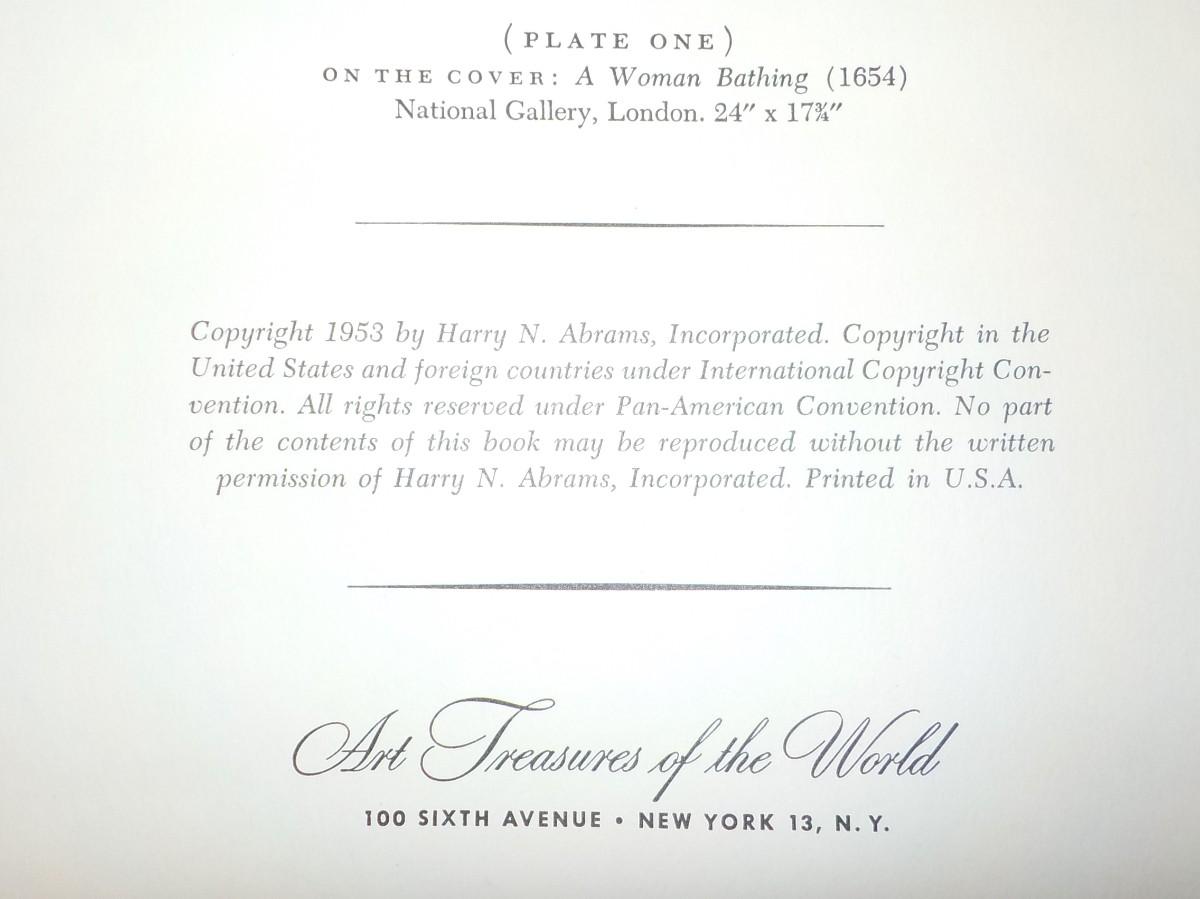 (PLATE ONE)
ON THE COVER: A Woman Bathing (1654)
National Gallery, London. 24″ x 17¾″
Copyright 1953 by Harry N. Abrams, Incorporated. Copyright in the
United States and foreign countries under International Copyright Con-
vention. All rights reserved under Pan-American Convention. No part
of the contents of this book may be reproduced without the written
permission of Harry N. Abrams, Incorporated. Printed in U.S.A.
Art Treasures of the World
100 SIXTH AVENUE • NEW YORK 13, N. Y.